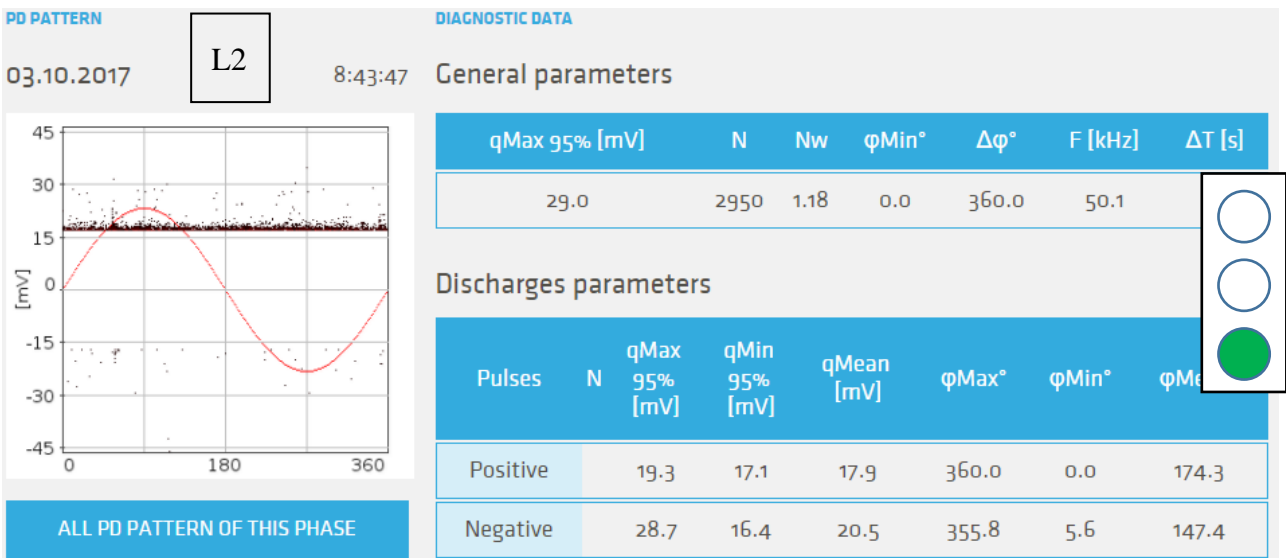 PD PATTERN
DIAGNOSTIC DATA
03.10.2017
L2
8:43:47
General parameters
qMax 95% [mV] N Nw φMin° Δφ° F [kHz] ΔT [s]
29.0 2950 1.18 0.0 360.0 50.1
45
30
15
0
-15
-30
-45
[mV]
0 180 360
Discharges parameters
Pulses N qMax 95% [mV] qMin 95% [mV] qMean [mV] φMax° φMin°
Positive 19.3 17.1 17.9 360.0 0.0 174.3
Negative 28.7 16.4 20.5 355.8 5.6 147.4
ALL PD PATTERN OF THIS PHASE